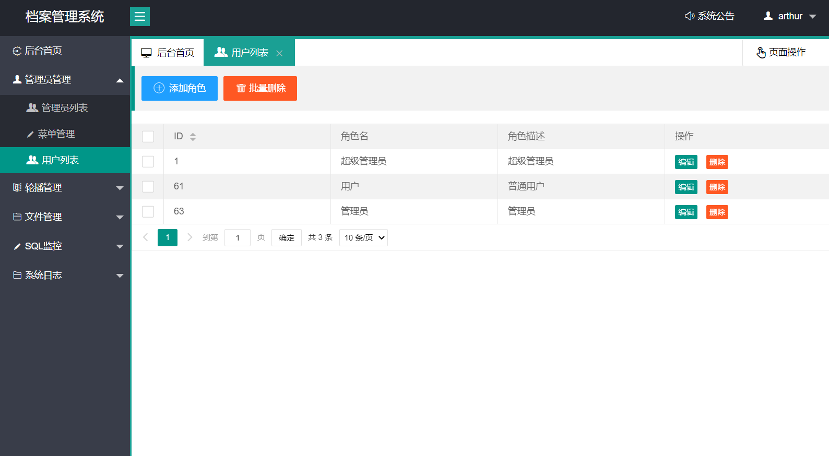 档案管理系统
系统公告
arthur
后台首页
管理员管理
管理员列表
菜单管理
用户列表
轮播管理
文件管理
SQL监控
系统日志
后台首页 用户列表 ×
页面操作
添加角色 批量删除
ID 角色名 角色描述 操作
1 超级管理员 超级管理员 编辑 删除
61 用户 普通用户 编辑 删除
63 管理员 管理员 编辑 删除
1 到第 1 页 确定 共 3 条 10 条/页